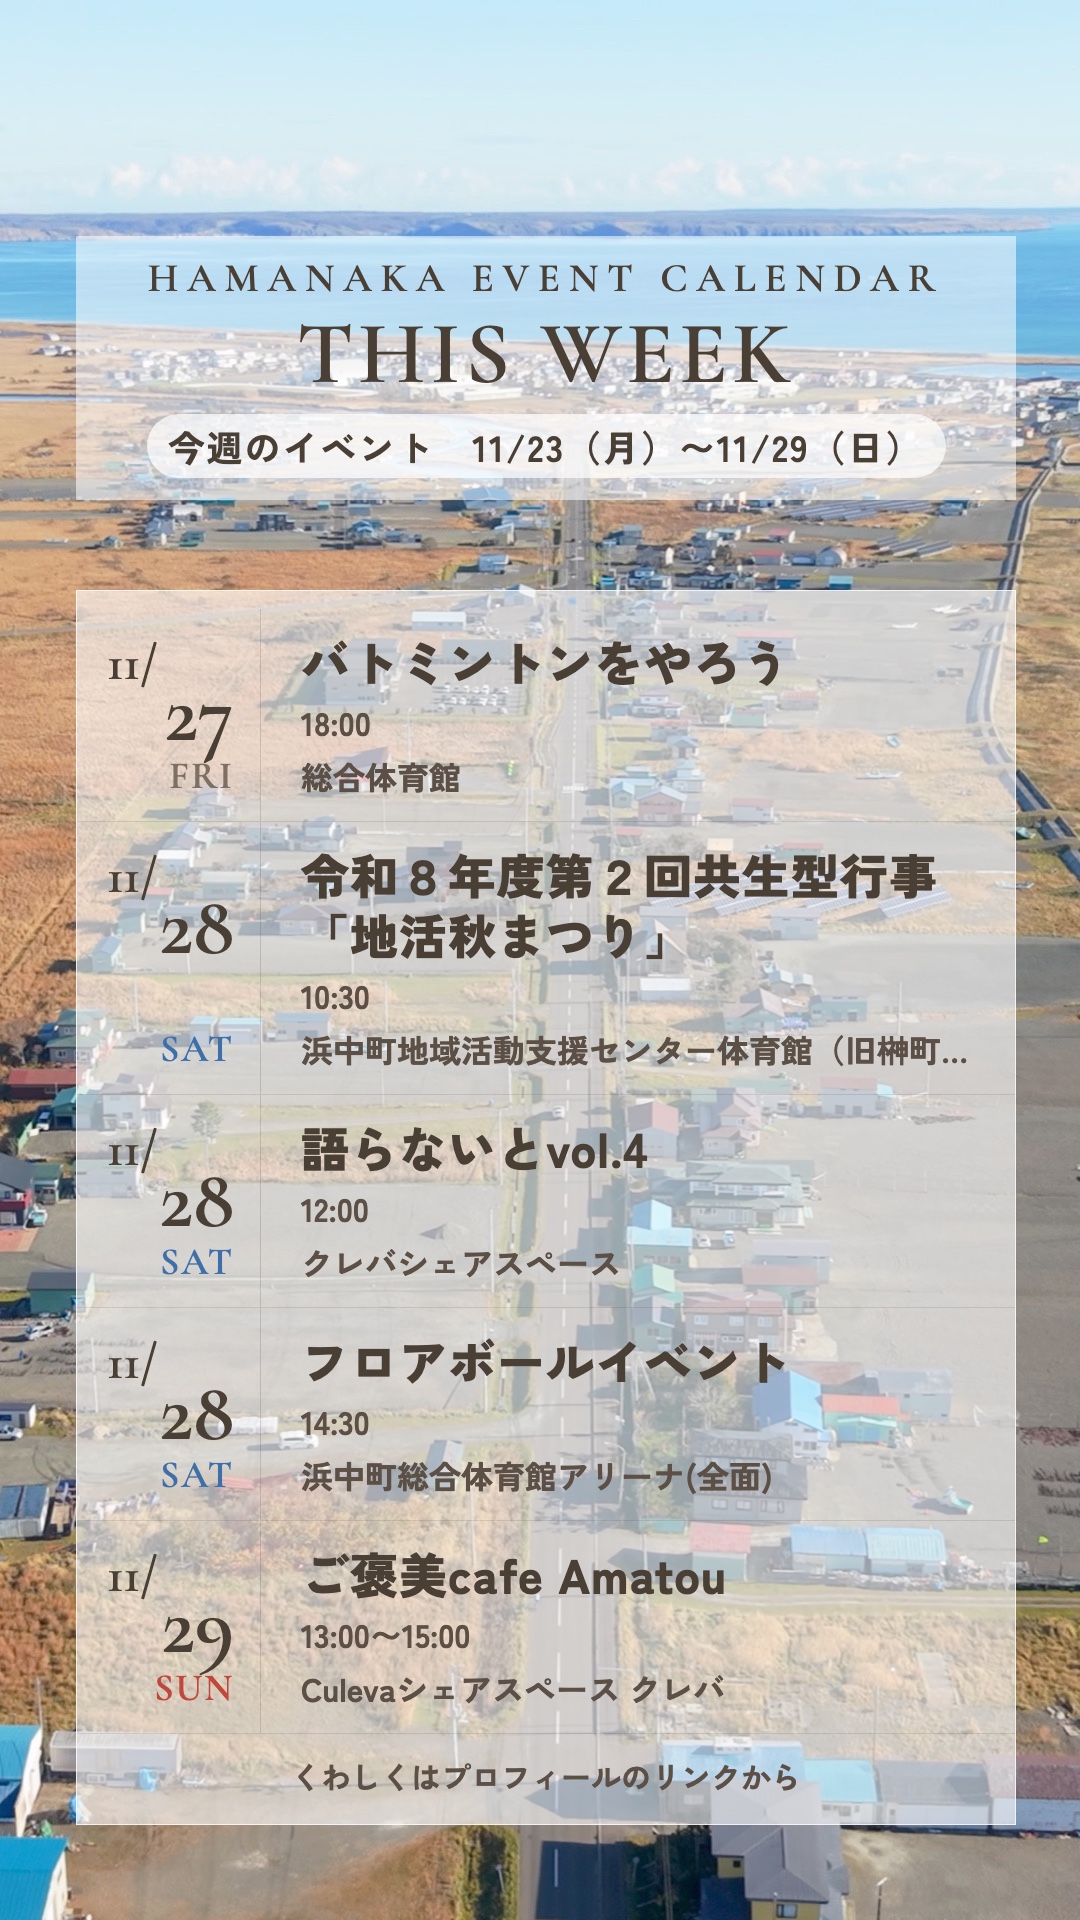 HAMANAKA EVENT CALENDAR
THIS WEEK
今週のイベント　11/23（月）〜11/29（日）
11/
27
FRI
バトミントンをやろう
18:00
総合体育館
11/
28
SAT
令和８年度第２回共生型行事
「地活秋まつり」
10:30
浜中町地域活動支援センター体育館（旧榊町…
11/
28
SAT
語らないとvol.4
12:00
クレバシェアスペース
11/
28
SAT
フロアボールイベント
14:30
浜中町総合体育館アリーナ(全面)
11/
29
SUN
ご褒美cafe Amatou
13:00〜15:00
Culevaシェアスペース クレバ
くわしくはプロフィールのリンクから